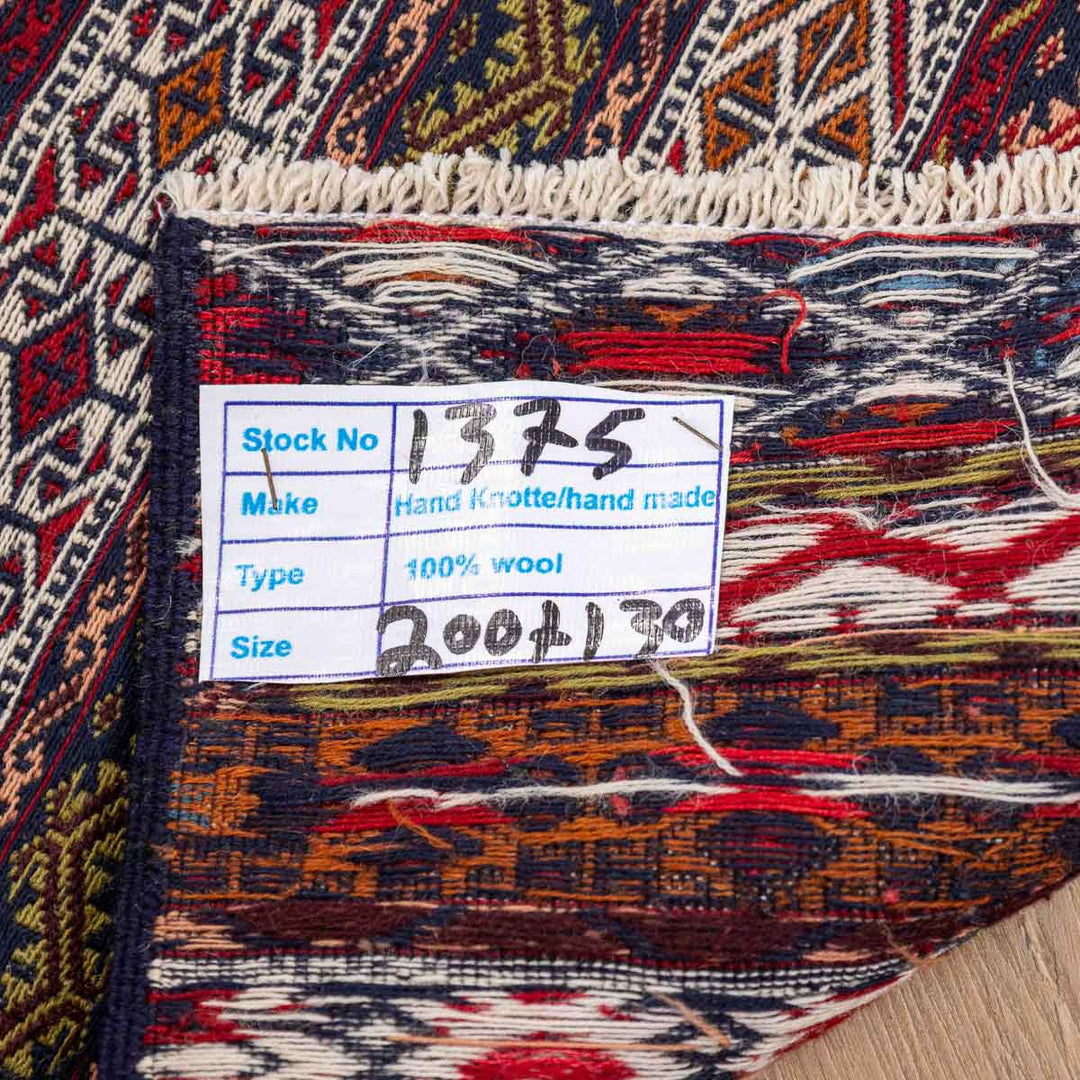 Stock No 1375
Make Hand Knotte/hand made
Type 100% wool
Size 200+130